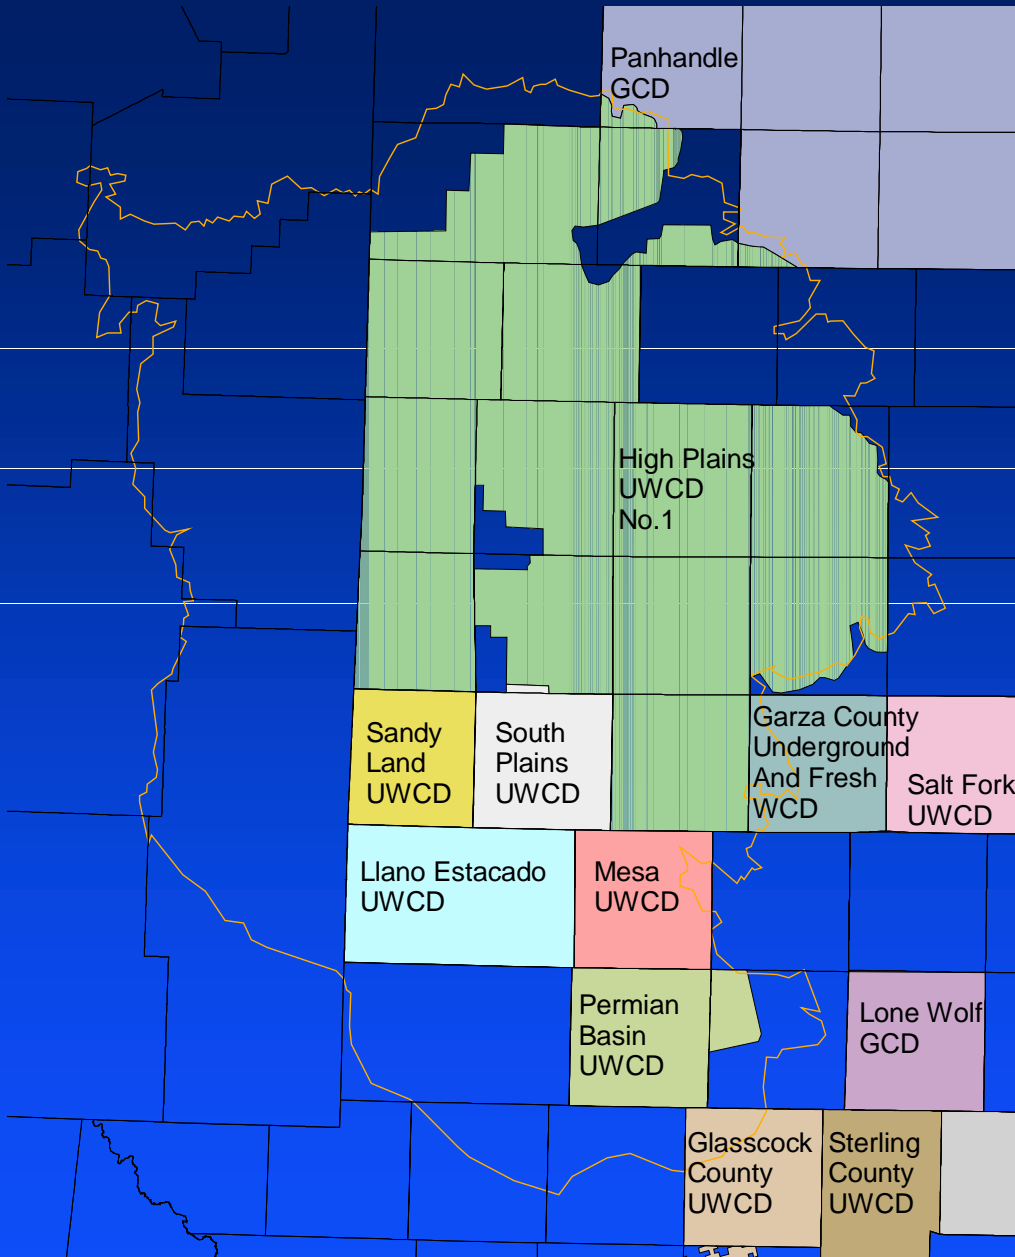 Panhandle
GCD
High Plains
UWCD
No.1
Sandy
Land
UWCD
South
Plains
UWCD
Garza County
Underground
And Fresh
WCD
Salt Fork
UWCD
Llano Estacado
UWCD
Mesa
UWCD
Permian
Basin
UWCD
Lone Wolf
GCD
Glasscock
County
UWCD
Sterling
County
UWCD